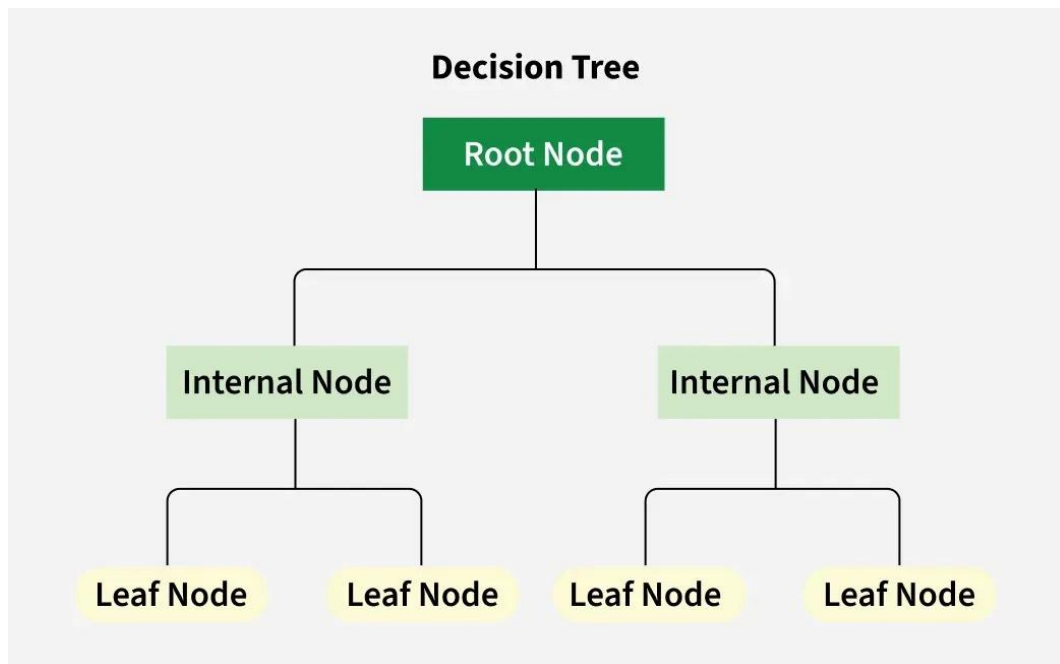 Decision Tree
Root Node
Internal Node
Internal Node
Leaf Node
Leaf Node
Leaf Node
Leaf Node